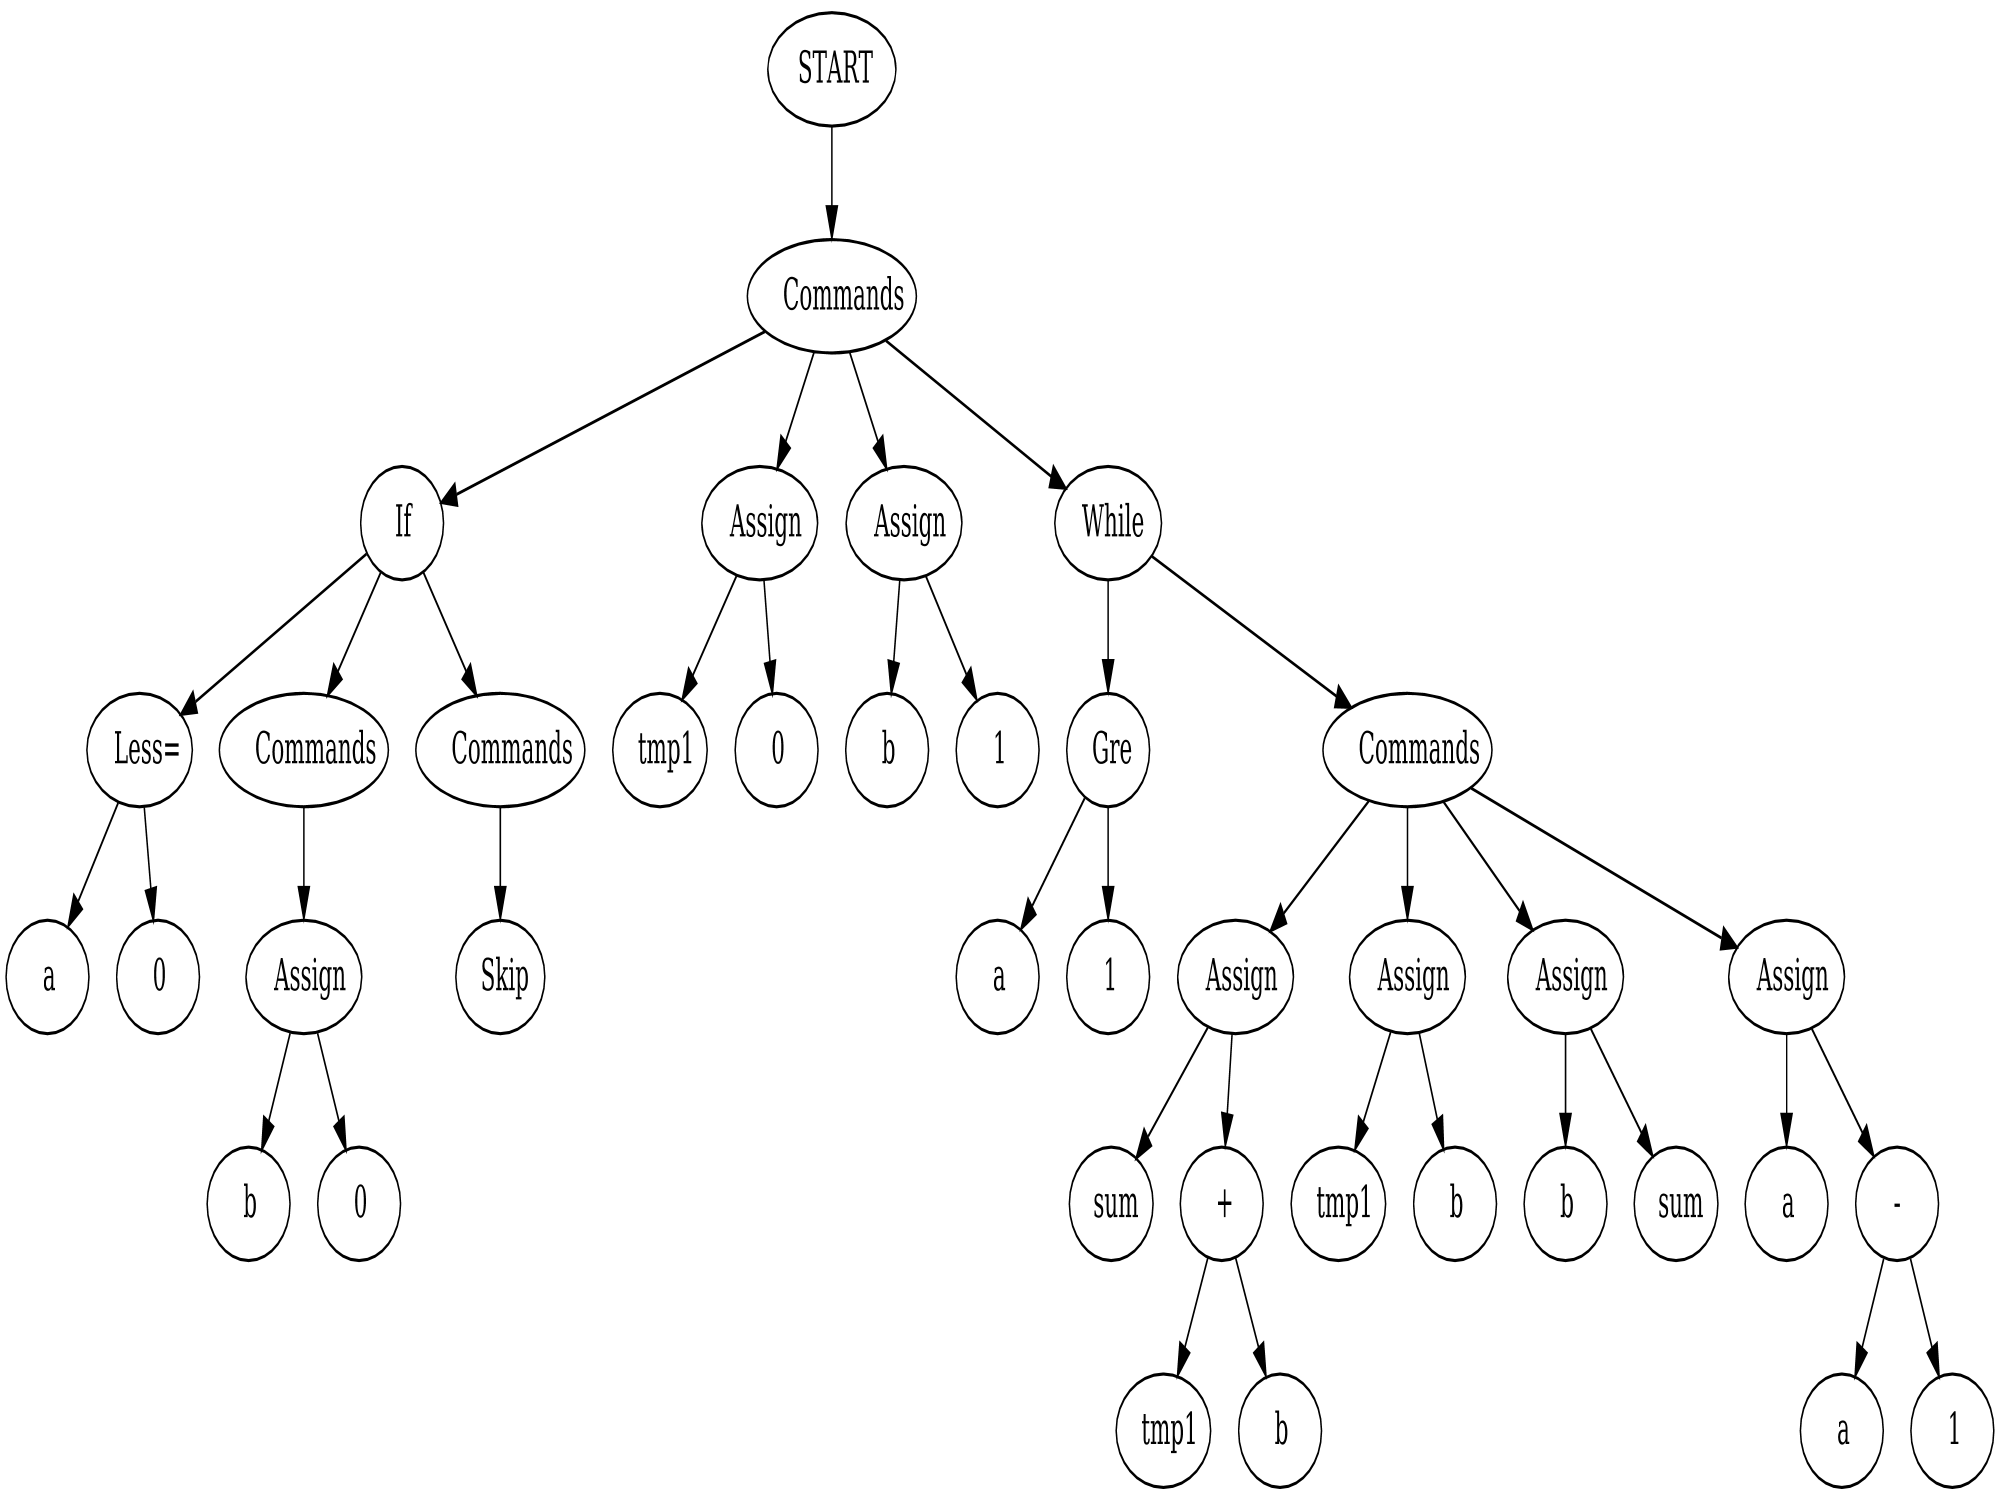 START
Commands
If
Assign
Assign
While
Less=
Commands
Commands
tmp1
0
b
1
Gre
Commands
a
0
Assign
Skip
a
1
Assign
Assign
Assign
Assign
b
0
sum
+
tmp1
b
b
sum
a
-
tmp1
b
a
1